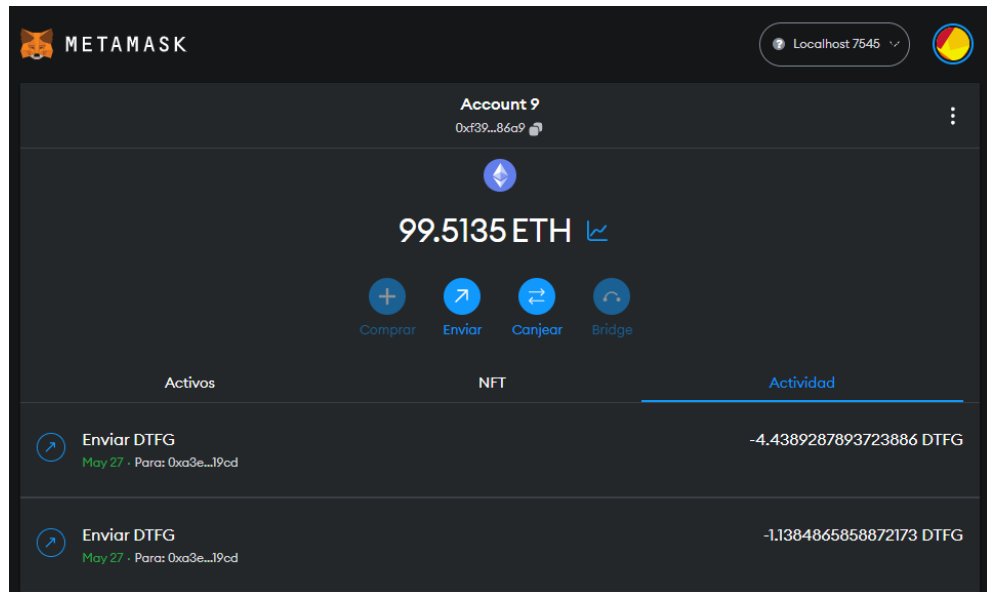 METAMASK
Localhost 7545
Account 9
0xf39...86a9
99.5135 ETH
Comprar Enviar Canjear Bridge
Activos NFT Actividad
Enviar DTFG -4.4389287893723886 DTFG
May 27 · Para: 0xa3e...19cd
Enviar DTFG -1.1384865858872173 DTFG
May 27 · Para: 0xa3e...19cd